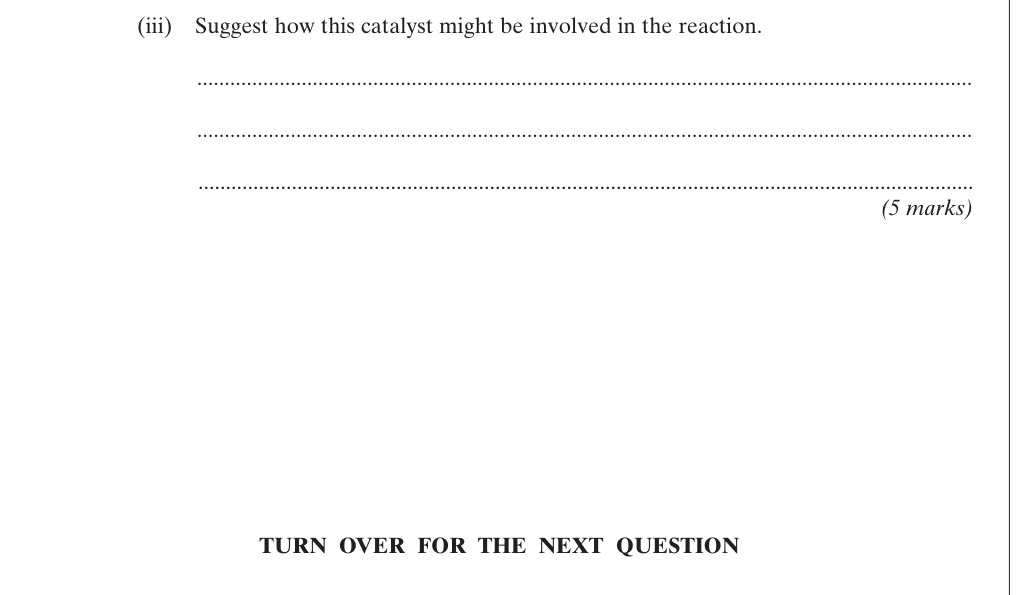 (iii) Suggest how this catalyst might be involved in the reaction.
..........................................................................................................................................
..........................................................................................................................................
..........................................................................................................................................
(5 marks)
TURN OVER FOR THE NEXT QUESTION